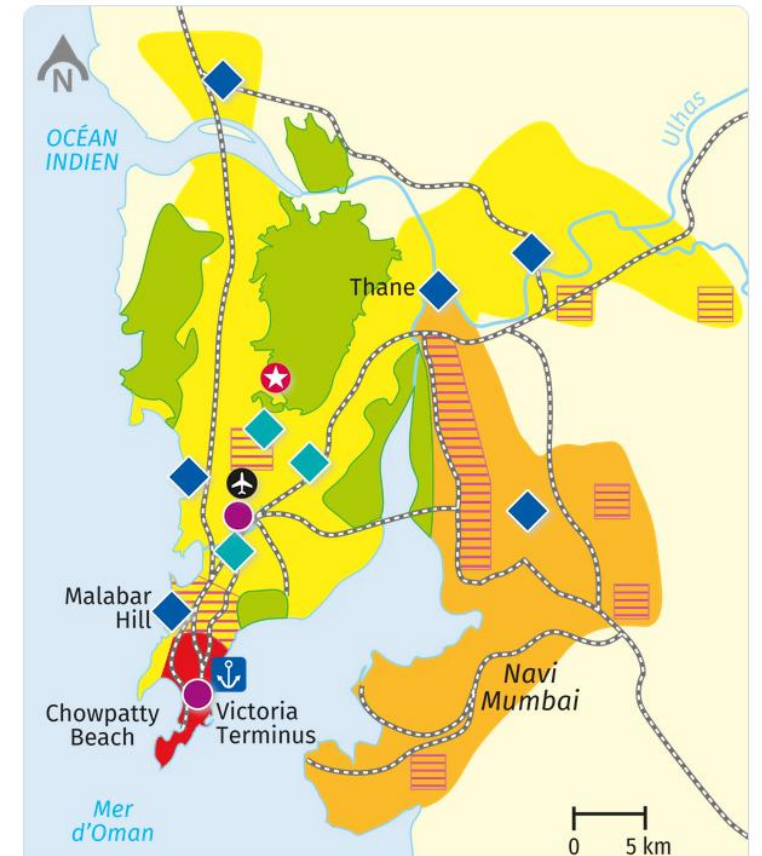 N
OCÉAN
INDIEN
Ulhas
Thane
Malabar
Hill
Chowpatty
Beach
Victoria
Terminus
Navi
Mumbai
Mer
d'Oman
0 5 km